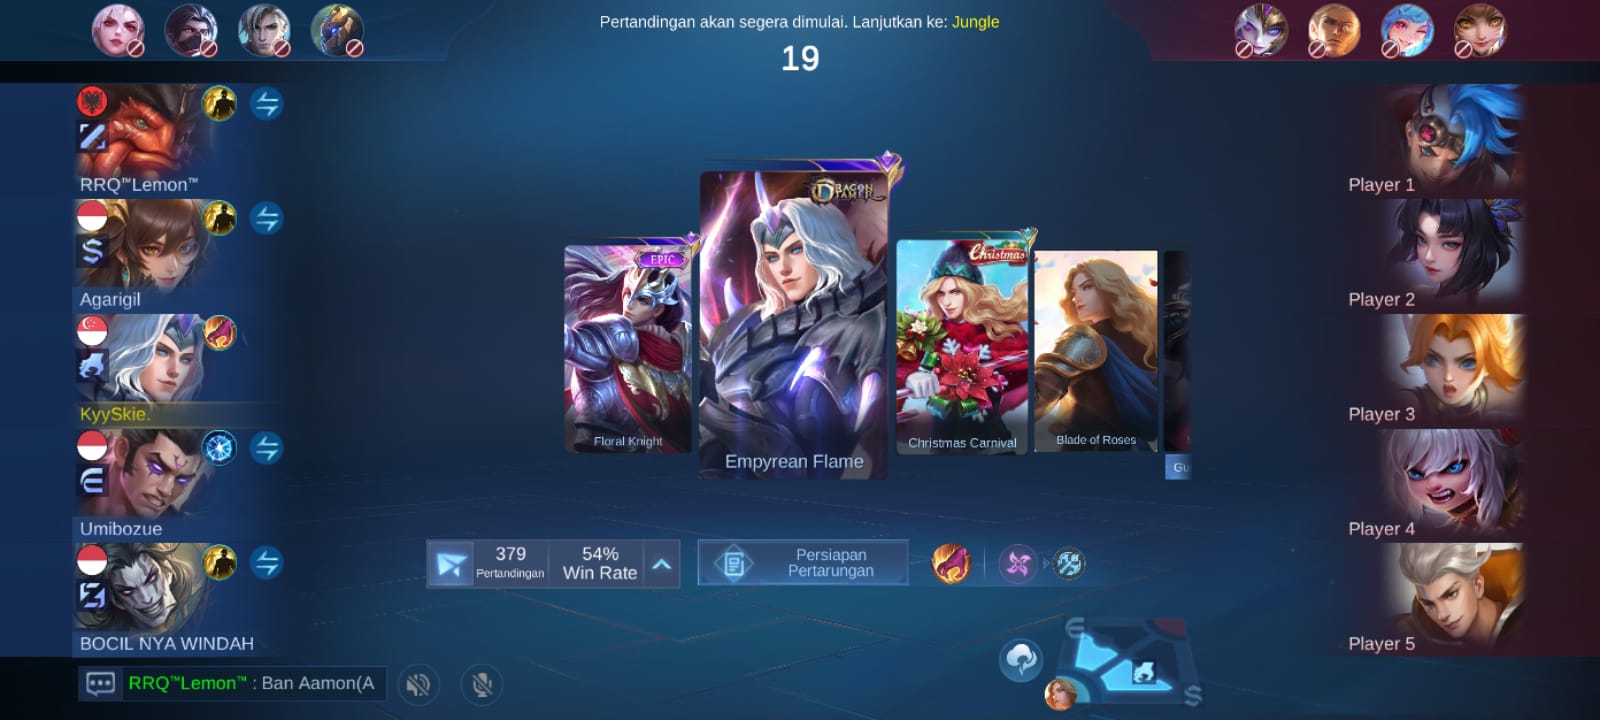 Pertandingan akan segera dimulai. Lanjutkan ke: Jungle
19
RRQ™Lemon™
Agarigil
KyySkie.
Umibozue
BOCIL NYA WINDAH
EPIC
Floral Knight
DRAGON TAMER
Empyrean Flame
Christmas
Christmas Carnival
Blade of Roses
Gu
379
Pertandingan
54%
Win Rate
Persiapan
Pertarungan
Player 1
Player 2
Player 3
Player 4
Player 5
RRQ™Lemon™ : Ban Aamon(A